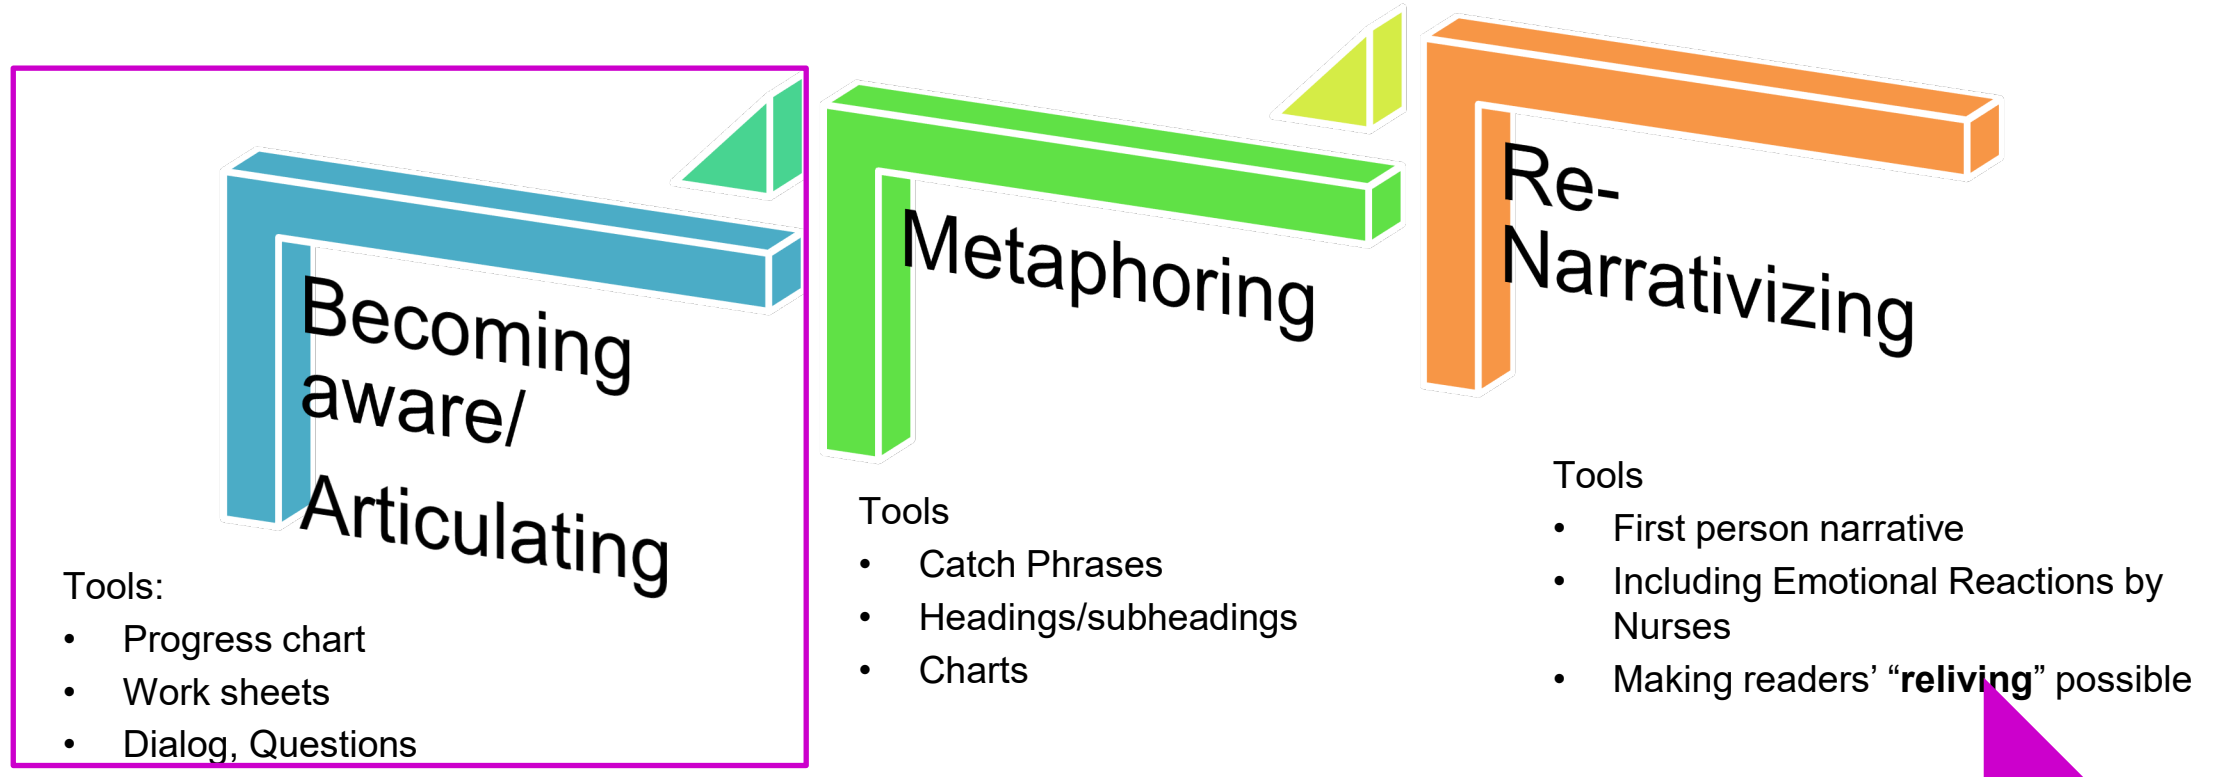 Becoming
aware/
Articulating
Tools:
• Progress chart
• Work sheets
• Dialog, Questions
Metaphoring
Tools
• Catch Phrases
• Headings/subheadings
• Charts
Re-
Narrativizing
Tools
• First person narrative
• Including Emotional Reactions by
Nurses
• Making readers’ “reliving” possible